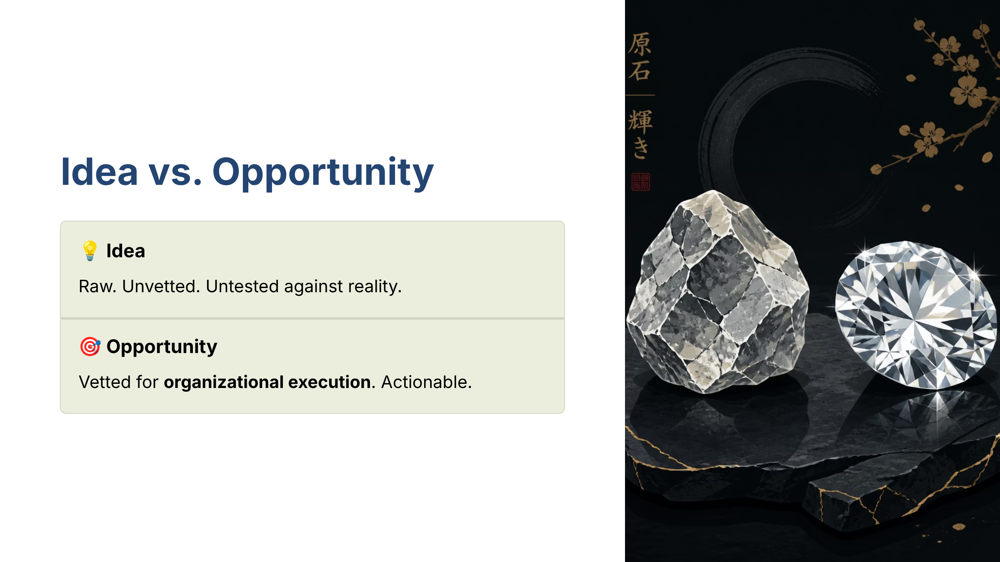 Idea vs. Opportunity
💡 Idea
Raw. Unvetted. Untested against reality.
🎯 Opportunity
Vetted for organizational execution. Actionable.
原石
輝き